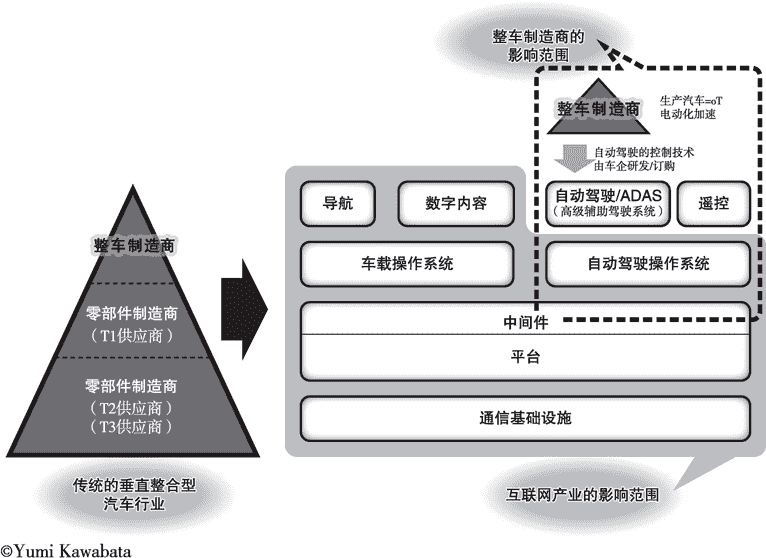 整车制造商的
影响范围
整车制造商
生产汽车=oT
电动化加速
自动驾驶的控制技术
由车企研发/订购
导航
数字内容
自动驾驶/ADAS
（高级辅助驾驶系统）
遥控
车载操作系统
自动驾驶操作系统
中间件
平台
通信基础设施
互联网产业的影响范围
整车制造商
零部件制造商
（T1供应商）
零部件制造商
（T2供应商）
（T3供应商）
传统的垂直整合型
汽车行业
©Yumi Kawabata